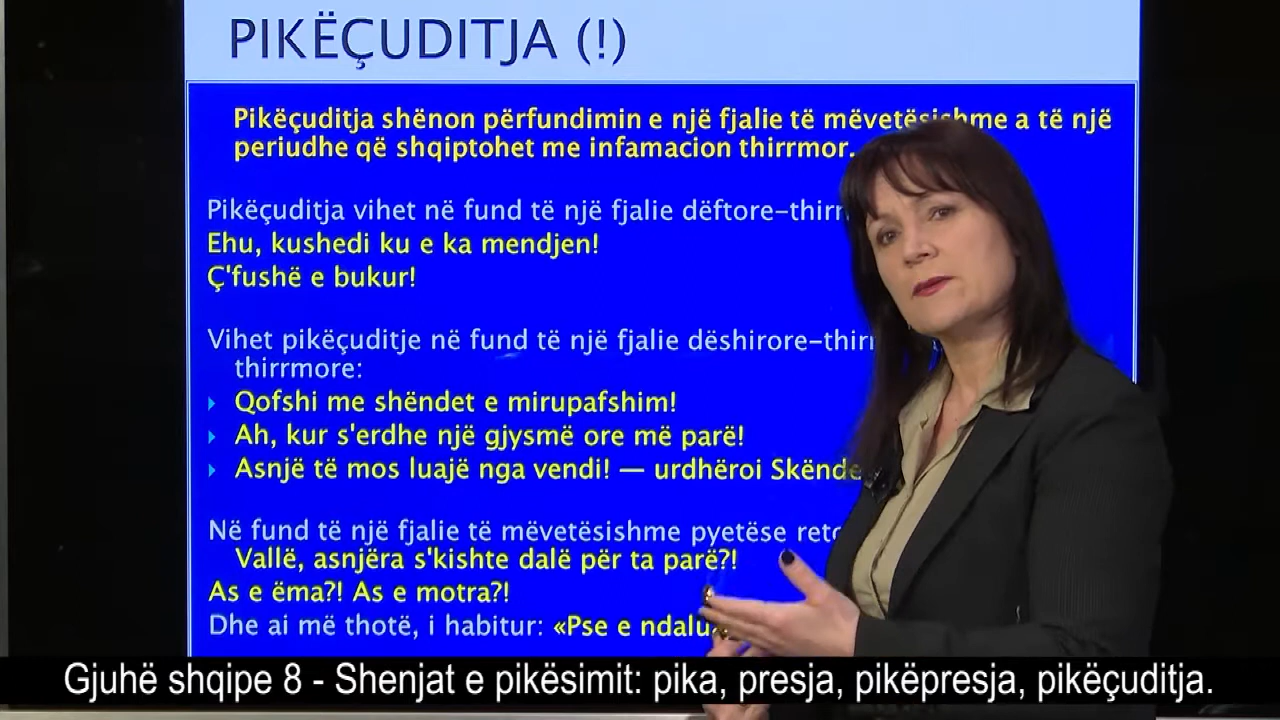 PIKËÇUDITJA (!)
Pikëçuditja shënon përfundimin e një fjalie të mëvetësishme a të një
periudhe që shqiptohet me infamacion thirrmor.
Pikëçuditja vihet në fund të një fjalie dëftore-thirr
Ehu, kushedi ku e ka mendjen!
Ç'fushë e bukur!
Vihet pikëçuditje në fund të një fjalie dëshirore-thirr
thirrmore:
Qofshi me shëndet e mirupafshim!
Ah, kur s'erdhe një gjysmë ore më parë!
Asnjë të mos luajë nga vendi! — urdhëroi Skënde
Në fund të një fjalie të mëvetësishme pyetëse reto
Vallë, asnjëra s'kishte dalë për ta parë?!
As e ëma?! As e motra?!
Dhe ai më thotë, i habitur: «Pse e ndalu
Gjuhë shqipe 8 - Shenjat e pikësimit: pika, presja, pikëpresja, pikëçuditja.